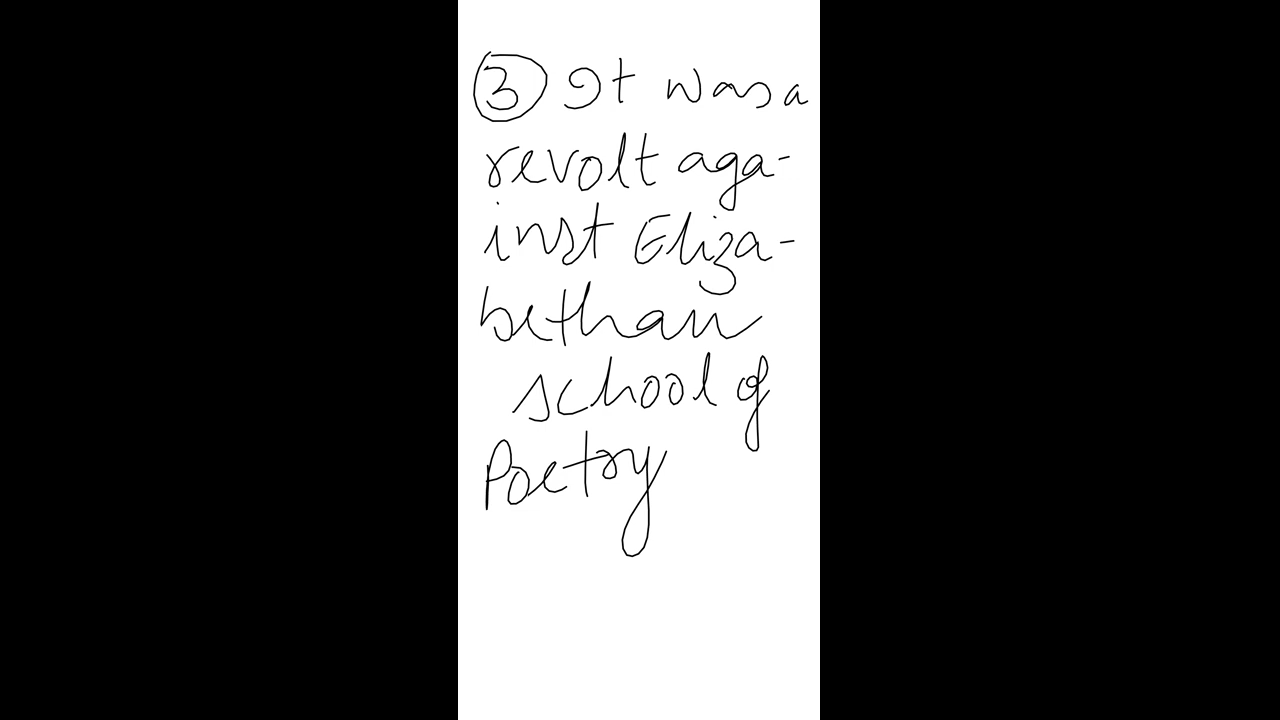 3 It was a
revolt aga-
inst Eliza-
bethan
school of
Poetry